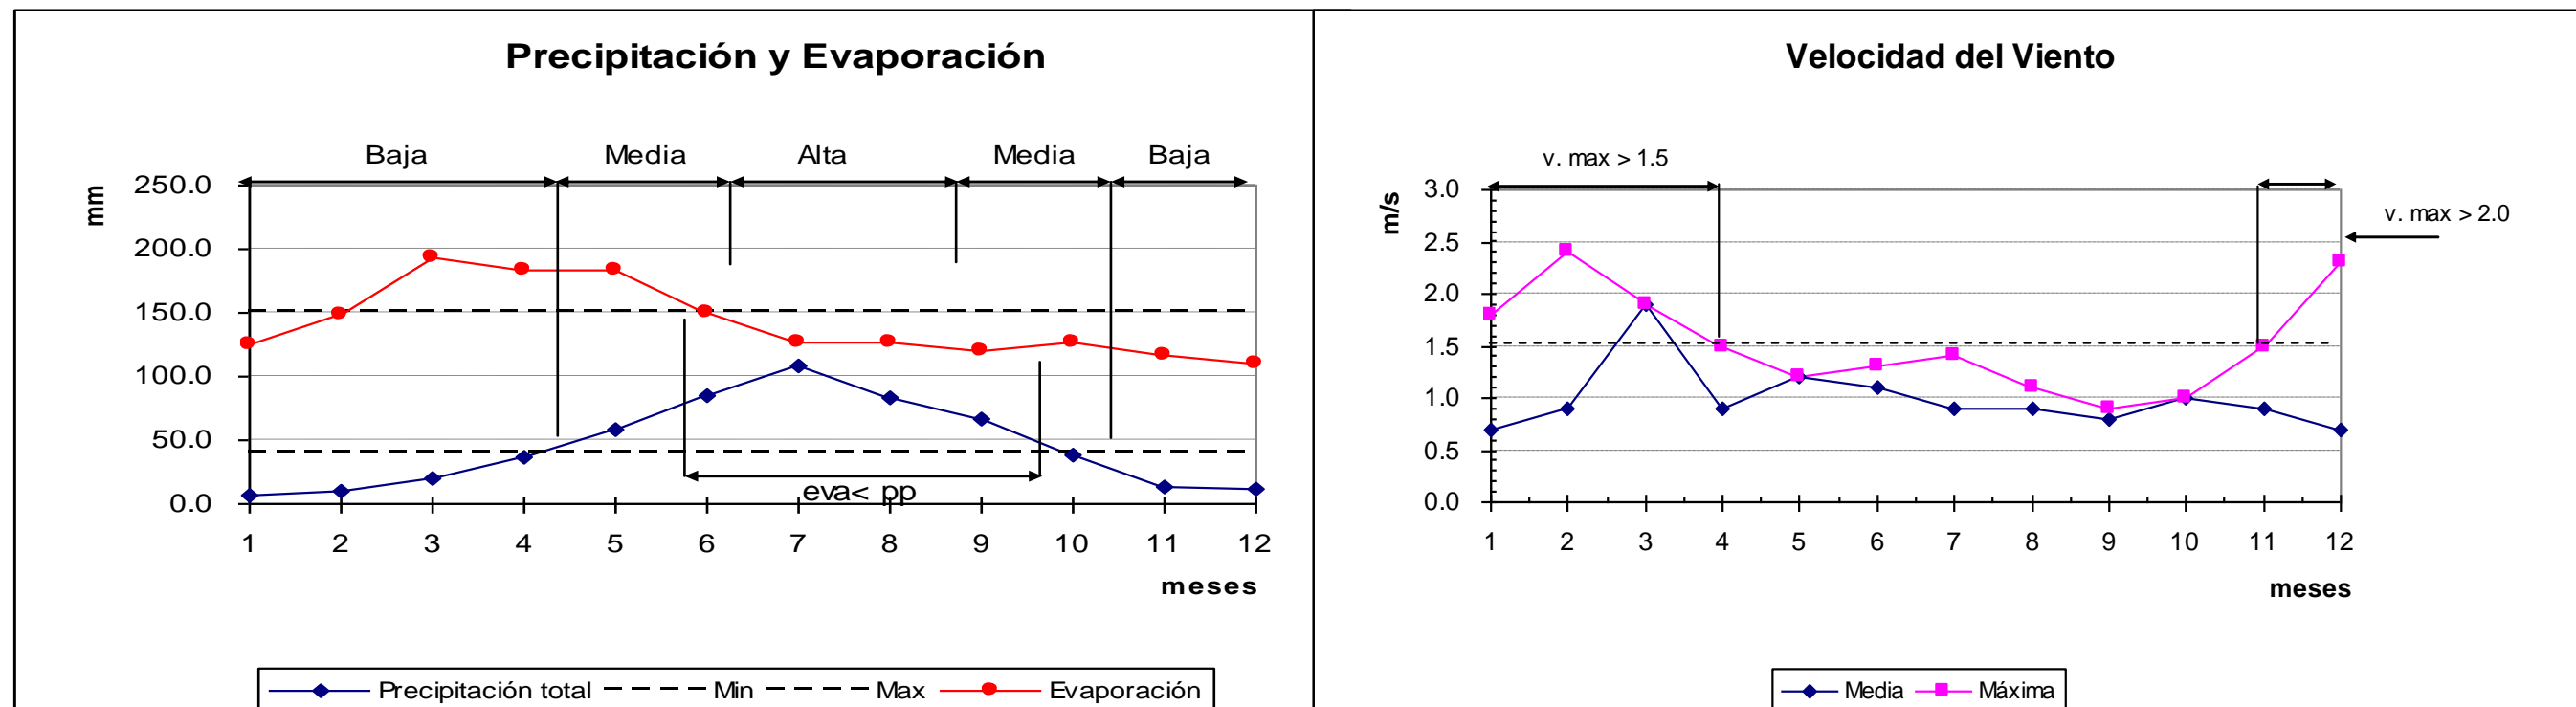 Precipitación y Evaporación
Baja Media Alta Media Baja
mm
250.0
200.0
150.0
100.0
50.0
0.0
eva< pp
1 2 3 4 5 6 7 8 9 10 11 12
meses
Precipitación total Min Max Evaporación
Velocidad del Viento
v. max > 1.5
v. max > 2.0
m/s
3.0
2.5
2.0
1.5
1.0
0.5
0.0
1 2 3 4 5 6 7 8 9 10 11 12
meses
Media Máxima